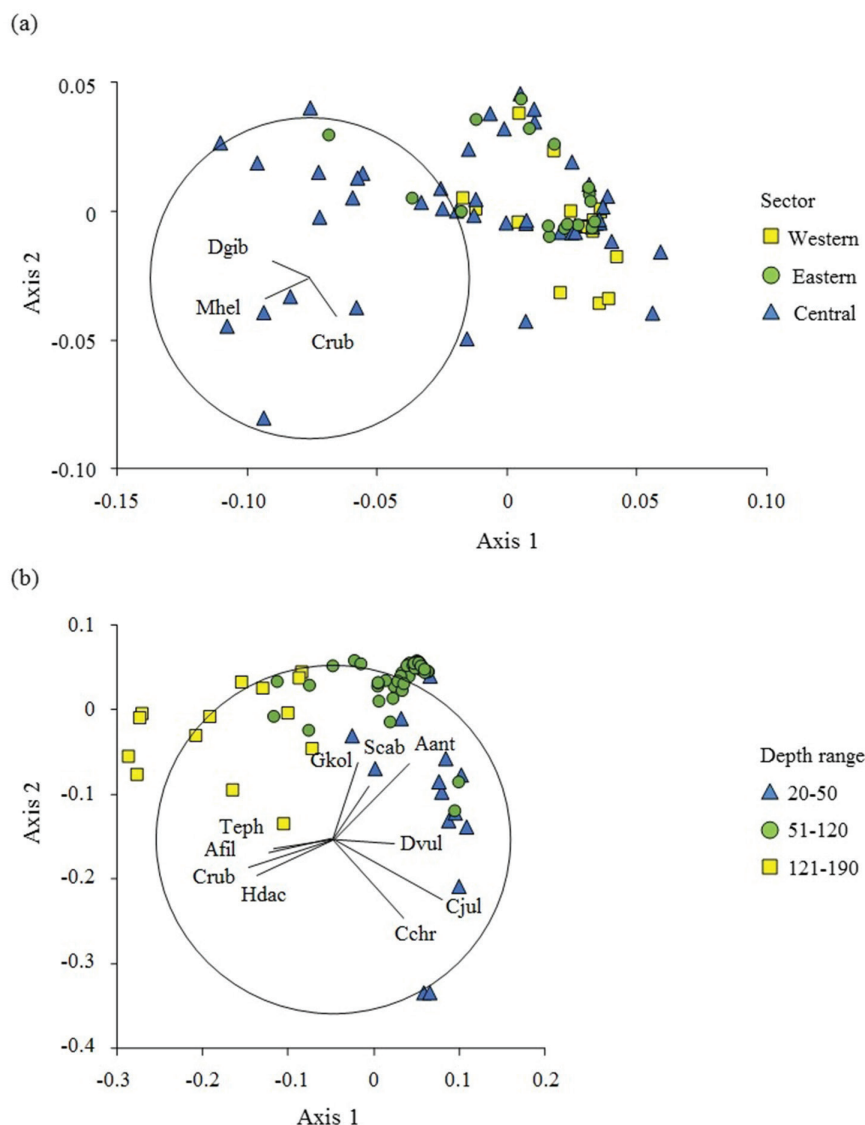 (a)
0.05
0
-0.05
-0.10
Axis 2
-0.15
-0.10
-0.05
0
0.05
0.10
Axis 1
Dgib
Mhel
Crub
Sector
Western
Eastern
Central
(b)
0.1
0
-0.1
-0.2
-0.3
-0.4
Axis 2
-0.3
-0.2
-0.1
0
0.1
0.2
Axis 1
Gkol
Scab
Aant
Teph
Afil
Crub
Hdac
Dvul
Cjul
Cchr
Depth range
20-50
51-120
121-190